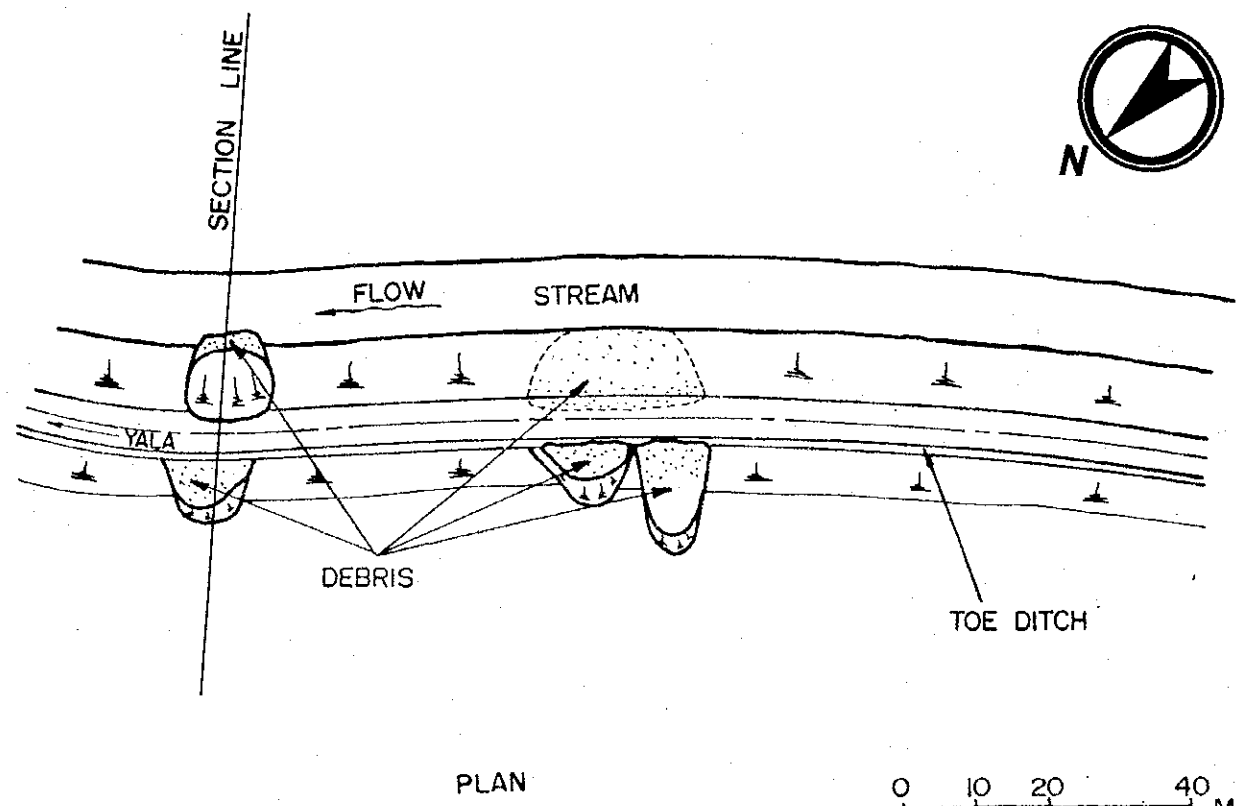 SECTION LINE
N
FLOW
STREAM
YALA
DEBRIS
TOE DITCH
PLAN
0 10 20 40 M